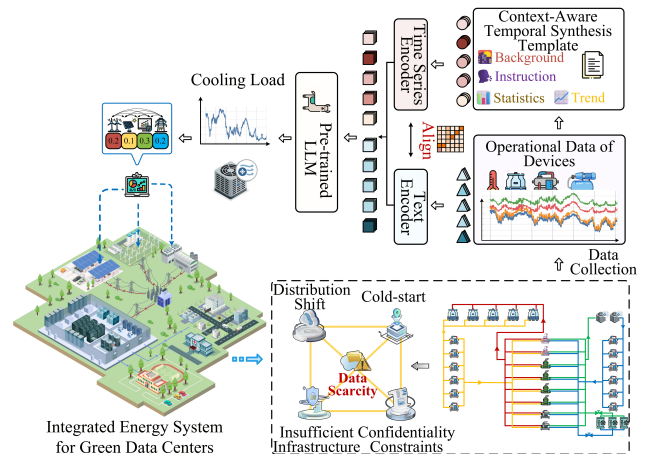 Context-Aware
Temporal Synthesis
Template
Background
Instruction
Statistics
Trend
Time Series
Encoder
Align
Text
Encoder
Pre-trained
LLM
Cooling Load
0.2
0.1
0.3
0.2
Operational Data of
Devices
Data
Collection
Distribution
Shift
Cold-start
Data
Scarcity
Insufficient
Infrastructure
Confidentiality
Constraints
Integrated Energy System
for Green Data Centers